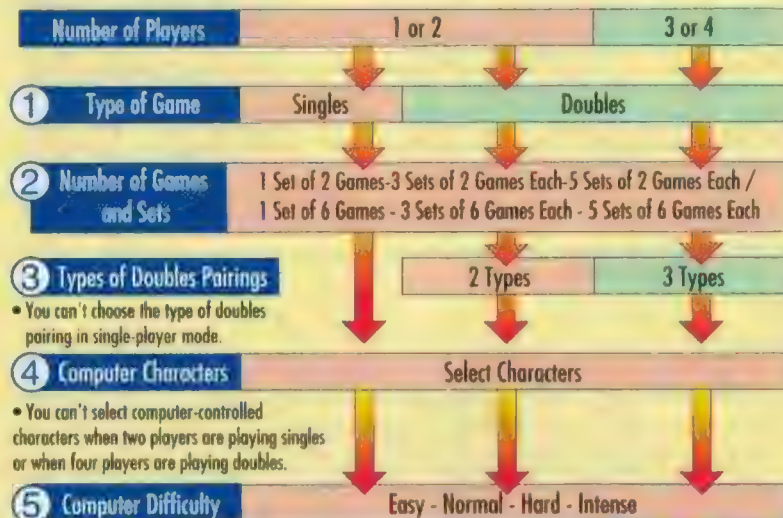 Number of Players 1 or 2 3 or 4
1 Type of Game Singles Doubles
2 Number of Games and Sets
1 Set of 2 Games-3 Sets of 2 Games Each-5 Sets of 2 Games Each /
1 Set of 6 Games - 3 Sets of 6 Games Each - 5 Sets of 6 Games Each
3 Types of Doubles Pairings 2 Types 3 Types
• You can't choose the type of doubles
pairing in single-player mode.
4 Computer Characters Select Characters
• You can't select computer-controlled
characters when two players are playing singles
or when four players are playing doubles.
5 Computer Difficulty Easy - Normal - Hard - Intense